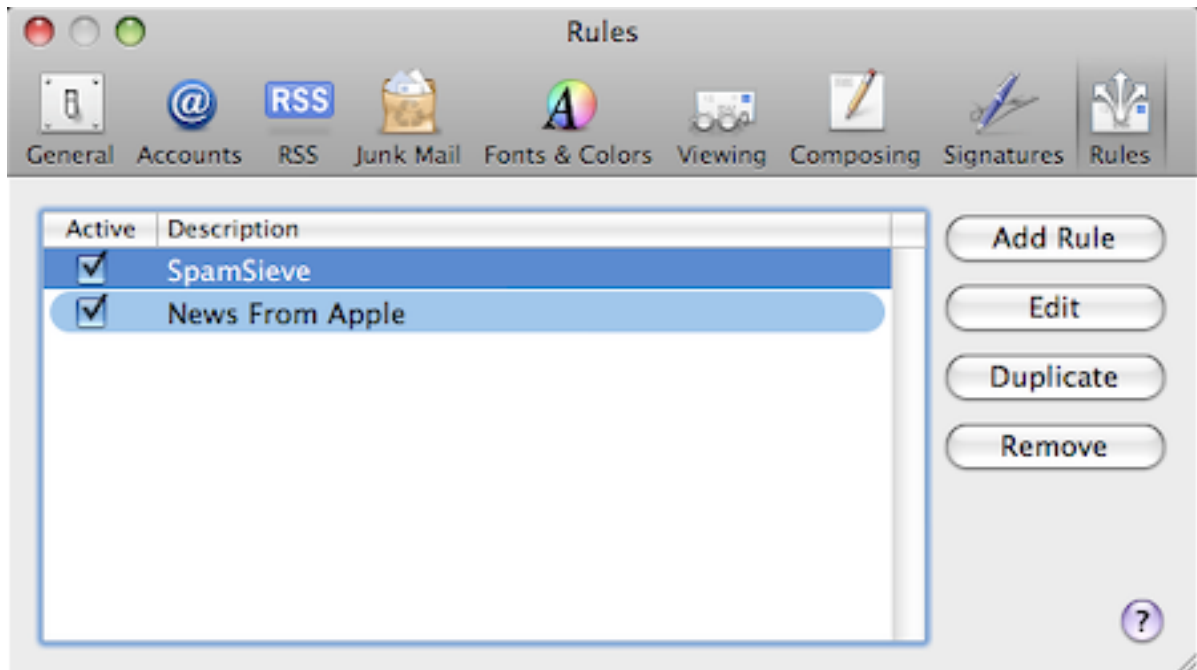 Rules
RSS
General Accounts RSS Junk Mail Fonts & Colors Viewing Composing Signatures Rules
Active Description
SpamSieve
News From Apple
Add Rule
Edit
Duplicate
Remove
?